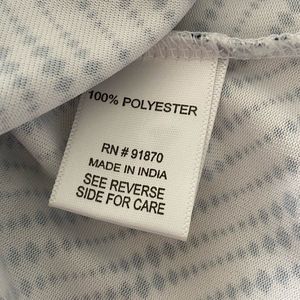 100% POLYESTER
RN # 91870
MADE IN INDIA
SEE REVERSE
SIDE FOR CARE